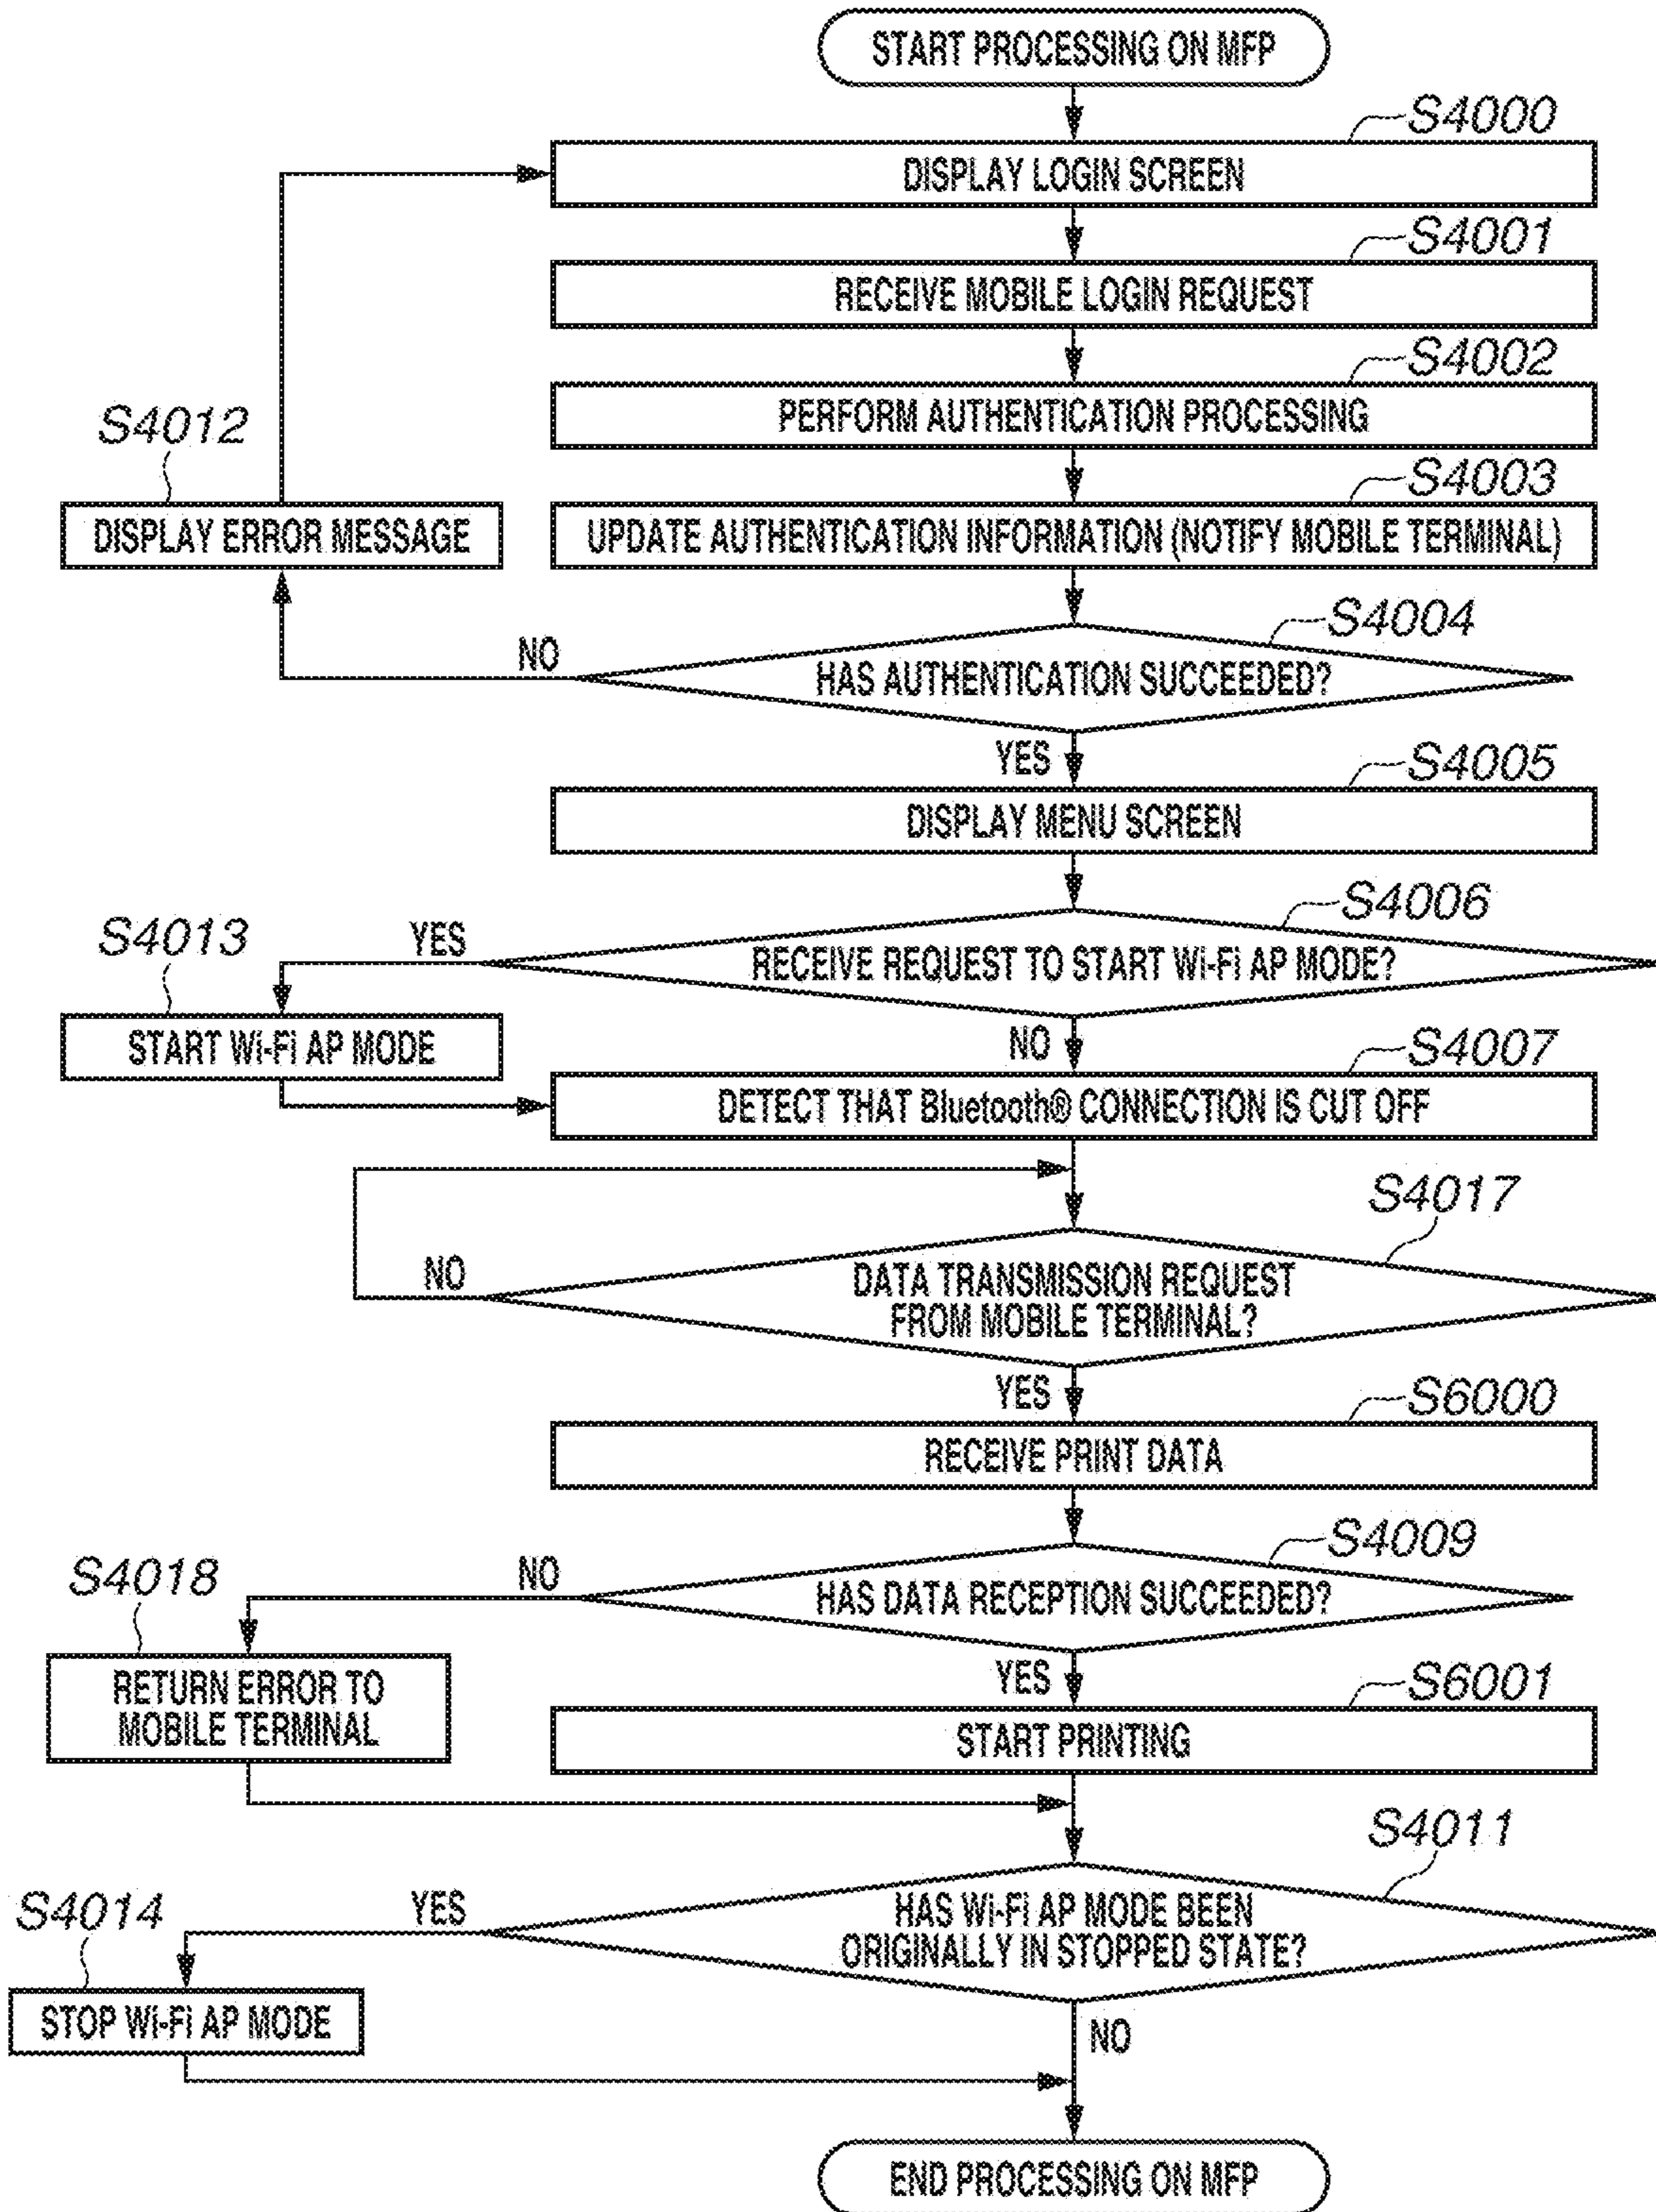 START PROCESSING ON MFP
S4000
DISPLAY LOGIN SCREEN
S4001
RECEIVE MOBILE LOGIN REQUEST
S4002
PERFORM AUTHENTICATION PROCESSING
S4012
S4003
DISPLAY ERROR MESSAGE
UPDATE AUTHENTICATION INFORMATION (NOTIFY MOBILE TERMINAL)
S4004
NO
HAS AUTHENTICATION SUCCEEDED?
YES
S4005
DISPLAY MENU SCREEN
S4006
S4013
YES
RECEIVE REQUEST TO START Wi-Fi AP MODE?
START Wi-Fi AP MODE
NO
S4007
DETECT THAT Bluetooth® CONNECTION IS CUT OFF
S4017
NO
DATA TRANSMISSION REQUEST
FROM MOBILE TERMINAL?
YES
S6000
RECEIVE PRINT DATA
S4009
S4018
NO
HAS DATA RECEPTION SUCCEEDED?
RETURN ERROR TO
MOBILE TERMINAL
YES
S6001
START PRINTING
S4011
S4014
YES
HAS Wi-Fi AP MODE BEEN
ORIGINALLY IN STOPPED STATE?
STOP Wi-Fi AP MODE
NO
END PROCESSING ON MFP